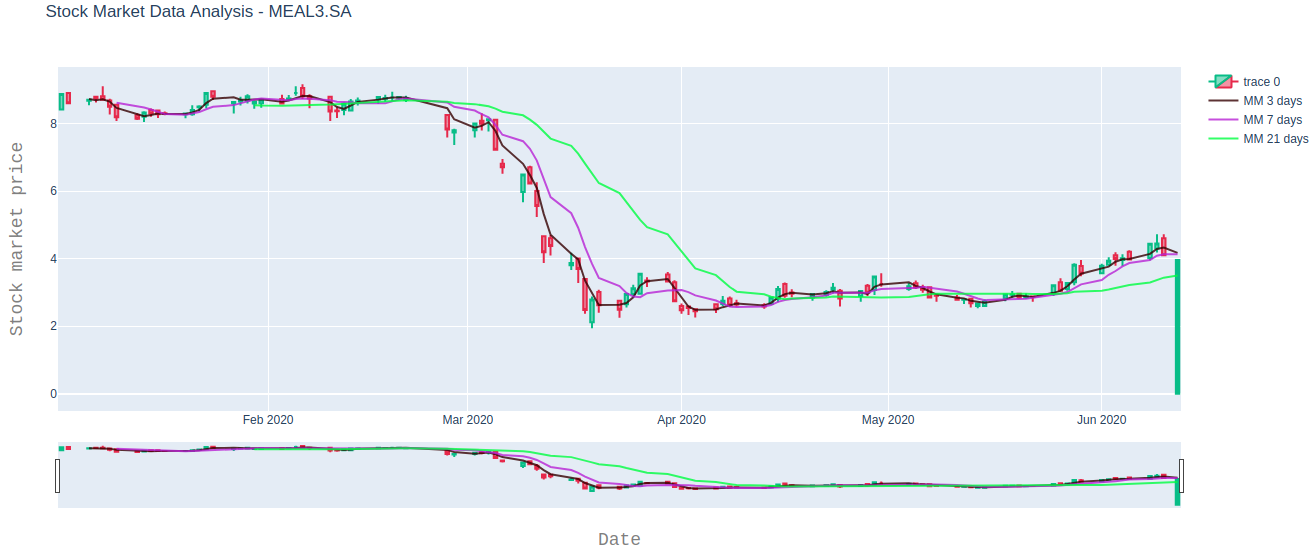 Stock Market Data Analysis - MEAL3.SA
trace 0
MM 3 days
MM 7 days
MM 21 days
Stock market price
8
6
4
2
0
Feb 2020
Mar 2020
Apr 2020
May 2020
Jun 2020
Date